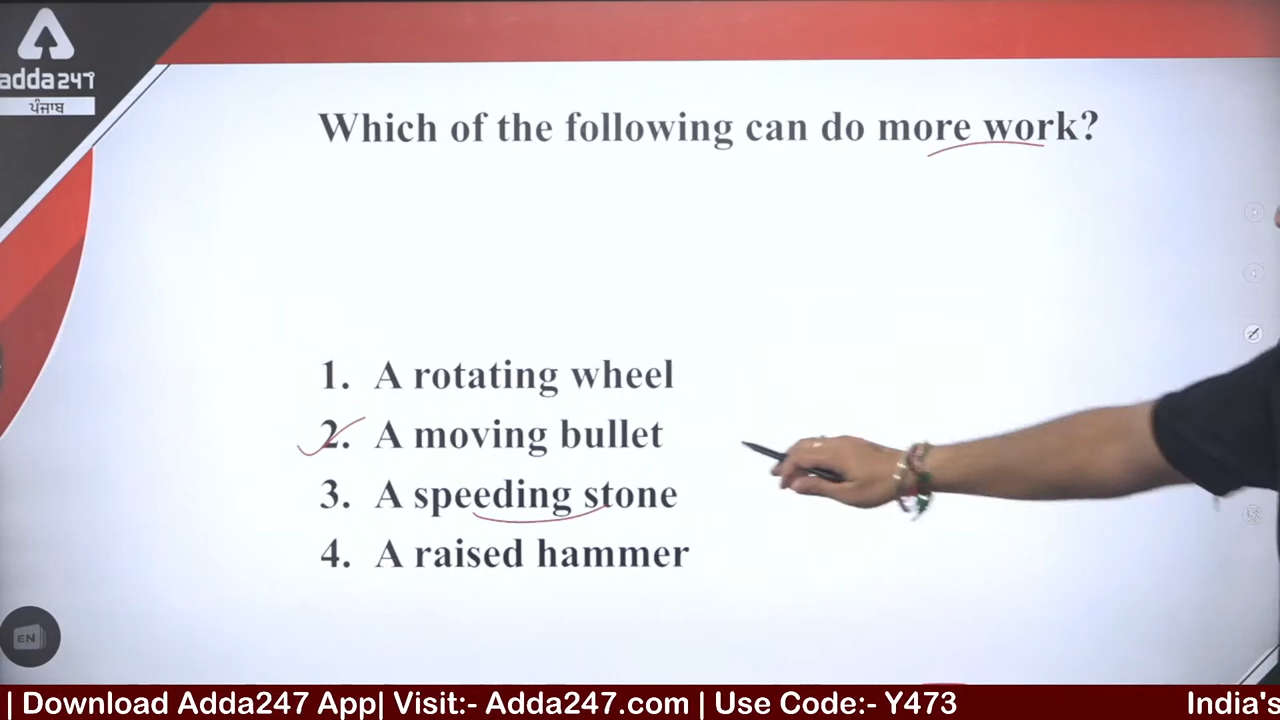 adda247
ਪੰਜਾਬ
Which of the following can do more work?
1. A rotating wheel
2. A moving bullet
3. A speeding stone
4. A raised hammer
EN
| Download Adda247 App| Visit:- Adda247.com | Use Code:- Y473 India's